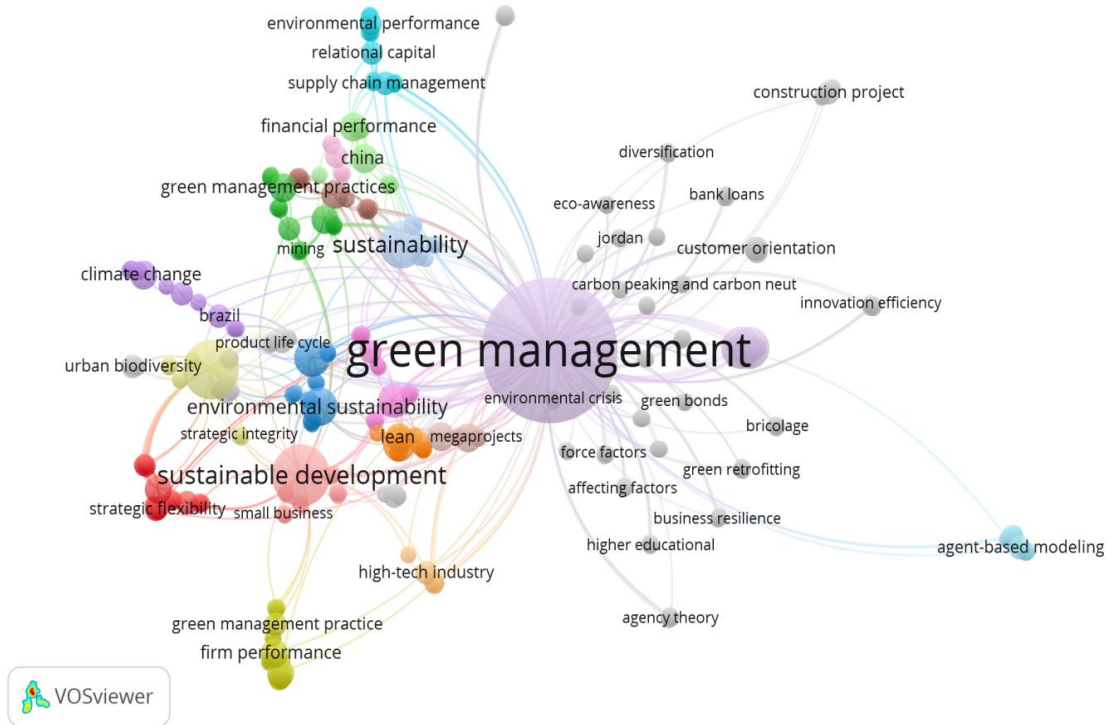 environmental performance
relational capital
supply chain management
construction project
financial performance
china
diversification
green management practices
bank loans
eco-awareness
jordan
mining
sustainability
customer orientation
climate change
carbon peaking and carbon neut
innovation efficiency
brazil
product life cycle
green management
urban biodiversity
environmental crisis
green bonds
environmental sustainability
bricolage
strategic integrity
lean
megaprojects
force factors
green retrofitting
sustainable development
affecting factors
strategic flexibility
small business
business resilience
higher educational
agent-based modeling
high-tech industry
agency theory
green management practice
firm performance
VOSviewer